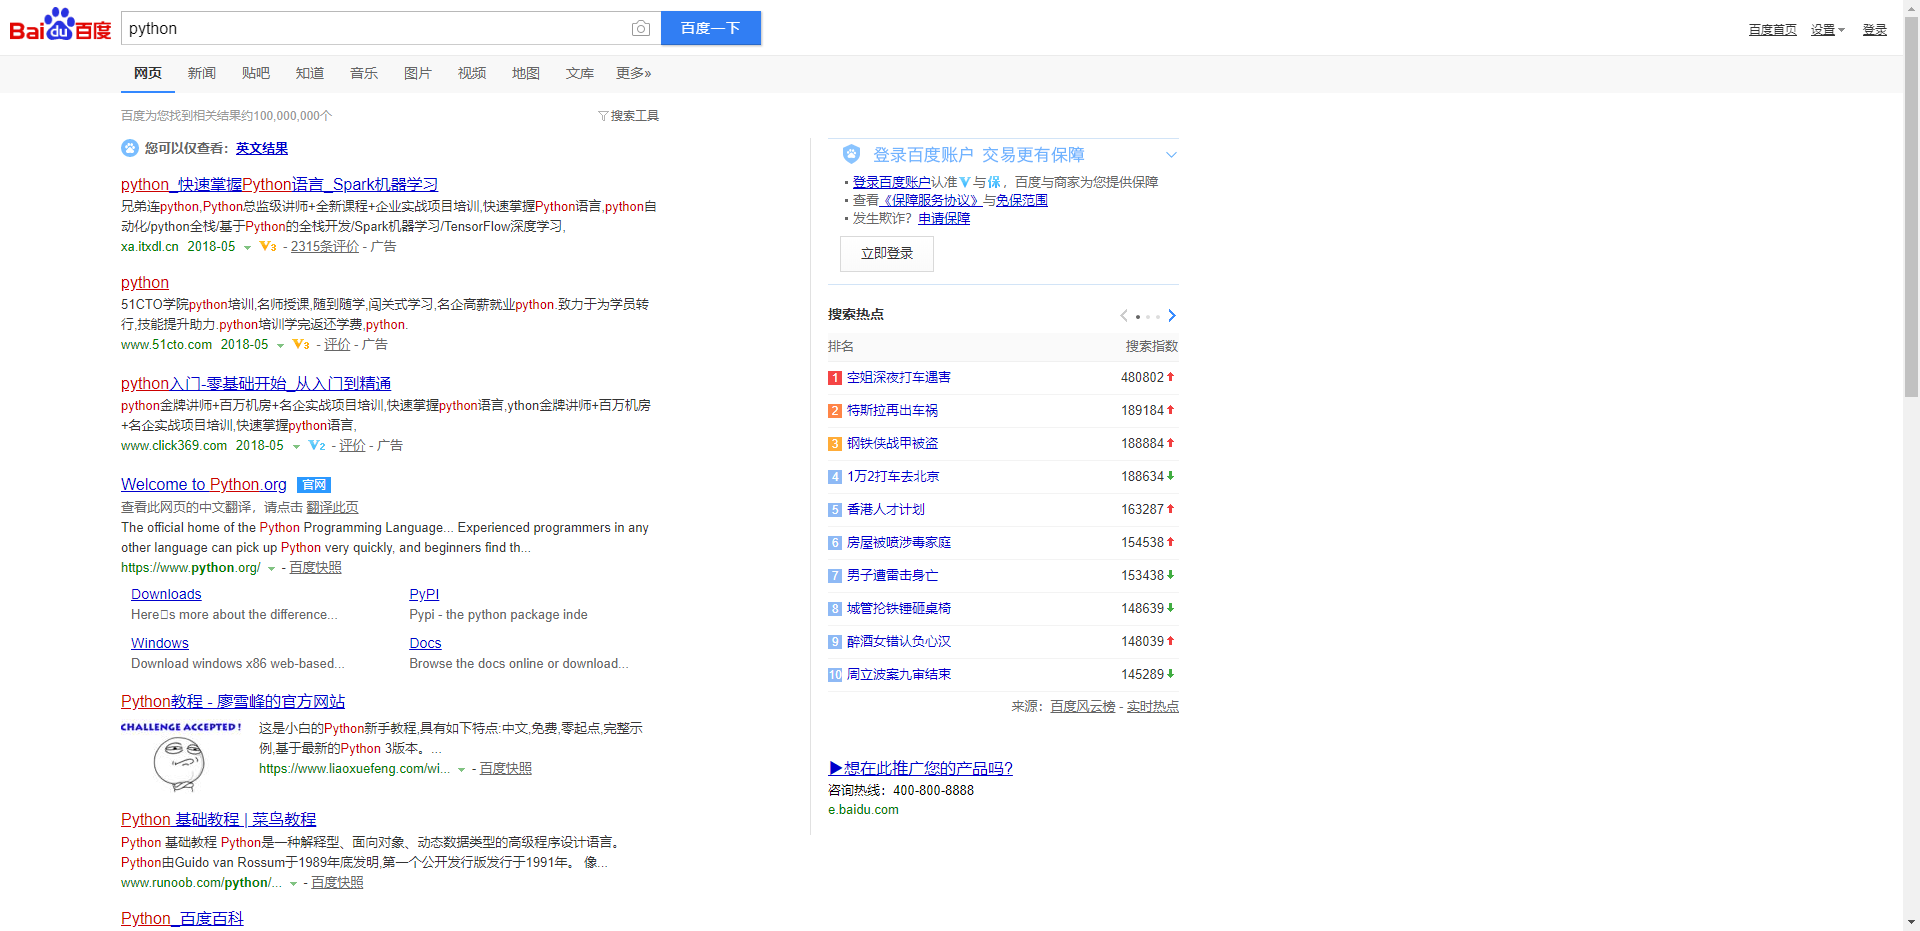 Bai du 百度
python
百度一下
百度首页 设置 登录
网页 新闻 贴吧 知道 音乐 图片 视频 地图 文库 更多»
百度为您找到相关结果约100,000,000个
搜索工具
您可以仅查看：英文结果
python_快速掌握Python语言_Spark机器学习
兄弟连python,Python总监级讲师+全新课程+企业实战项目培训,快速掌握Python语言,python自
动化/python全栈/基于Python的全栈开发/Spark机器学习/TensorFlow深度学习,
xa.itxdl.cn 2018-05 V3 - 2315条评价 - 广告
python
51CTO学院python培训,名师授课,随到随学,闯关式学习,名企高薪就业python.致力于为学员转
行,技能提升助力.python培训学完返还学费,python.
www.51cto.com 2018-05 V3 - 评价 - 广告
python入门-零基础开始_从入门到精通
python金牌讲师+百万机房+名企实战项目培训,快速掌握python语言,ython金牌讲师+百万机房
+名企实战项目培训,快速掌握python语言,
www.click369.com 2018-05 V2 - 评价 - 广告
Welcome to Python.org 官网
查看此网页的中文翻译，请点击 翻译此页
The official home of the Python Programming Language... Experienced programmers in any
other language can pick up Python very quickly, and beginners find th...
https://www.python.org/ - 百度快照
Downloads PyPI
Here▯s more about the difference... Pypi - the python package inde
Windows Docs
Download windows x86 web-based... Browse the docs online or download...
Python教程 - 廖雪峰的官方网站
CHALLENGE ACCEPTED!
这是小白的Python新手教程,具有如下特点:中文,免费,零起点,完整示
例,基于最新的Python 3版本。...
https://www.liaoxuefeng.com/wi... - 百度快照
Python 基础教程 | 菜鸟教程
Python 基础教程 Python是一种解释型、面向对象、动态数据类型的高级程序设计语言。
Python由Guido van Rossum于1989年底发明,第一个公开发行版发行于1991年。 像...
www.runoob.com/python/... - 百度快照
Python_百度百科
登录百度账户 交易更有保障
登录百度账户认准V与保，百度与商家为您提供保障
查看《保障服务协议》与免保范围
发生欺诈？申请保障
立即登录
搜索热点
排名 搜索指数
1 空姐深夜打车遇害 480802
2 特斯拉再出车祸 189184
3 钢铁侠战甲被盗 188884
4 1万2打车去北京 188634
5 香港人才计划 163287
6 房屋被喷涉毒家庭 154538
7 男子遭雷击身亡 153438
8 城管抡铁锤砸桌椅 148639
9 醉酒女错认负心汉 148039
10 周立波案九审结束 145289
来源：百度风云榜 - 实时热点
▶想在此推广您的产品吗?
咨询热线：400-800-8888
e.baidu.com